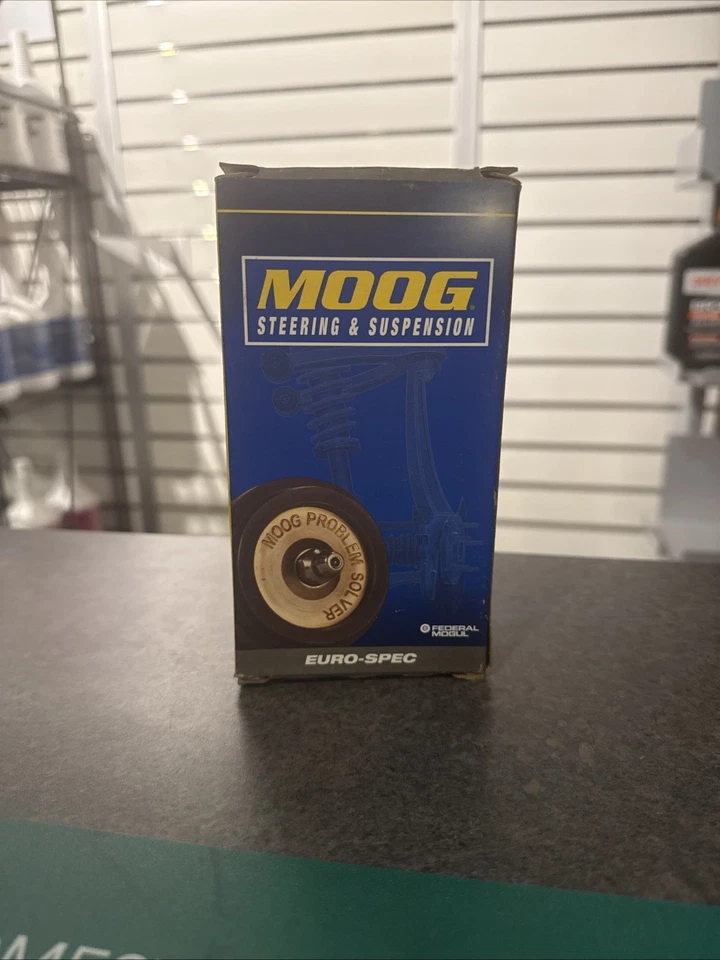 MOOG
STEERING & SUSPENSION
MOOG PROBLEM SOLVER
FEDERAL
MOGUL
EURO-SPEC